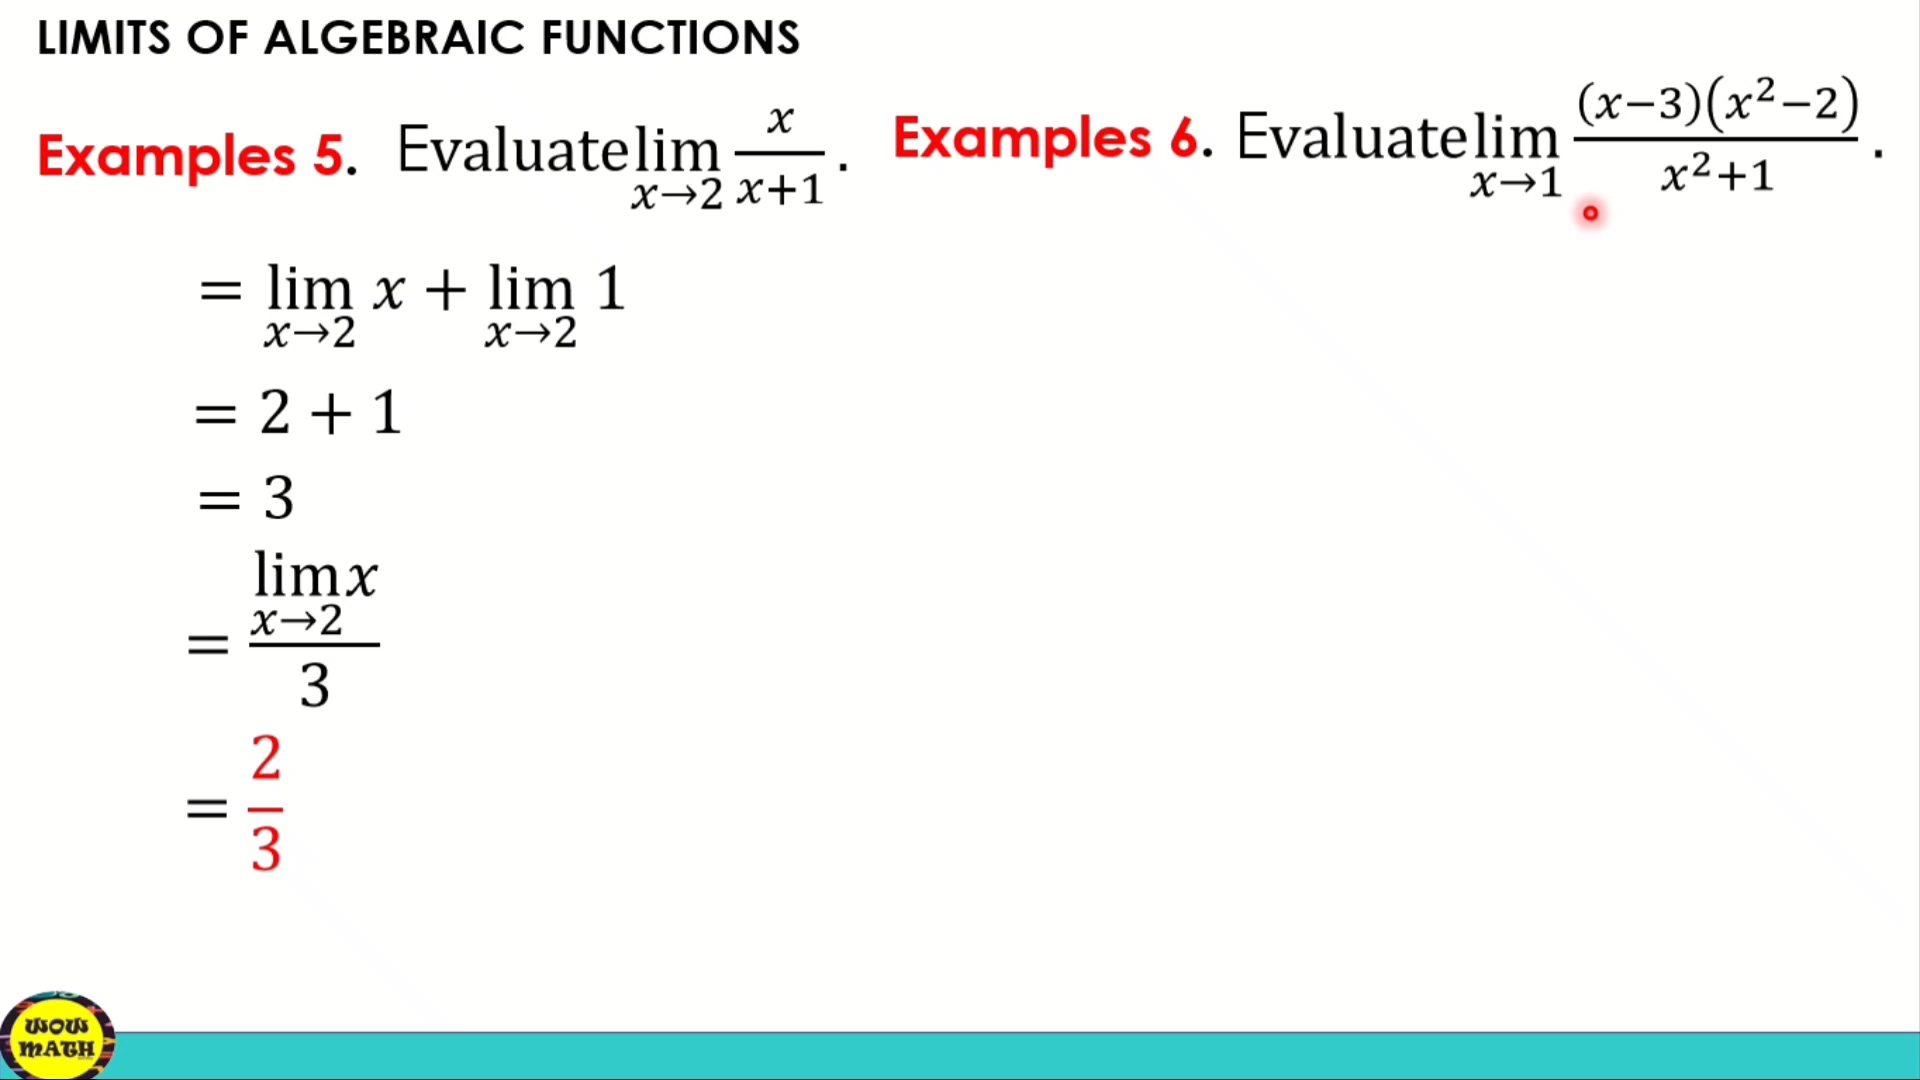 LIMITS OF ALGEBRAIC FUNCTIONS
Examples 5. Evaluate lim x→2 x/(x+1) .
= lim x→2 x + lim x→2 1
= 2 + 1
= 3
= (lim x→2 x)/3
= 2/3
Examples 6. Evaluate lim x→1 (x−3)(x²−2)/(x²+1) .
WOW
MATH